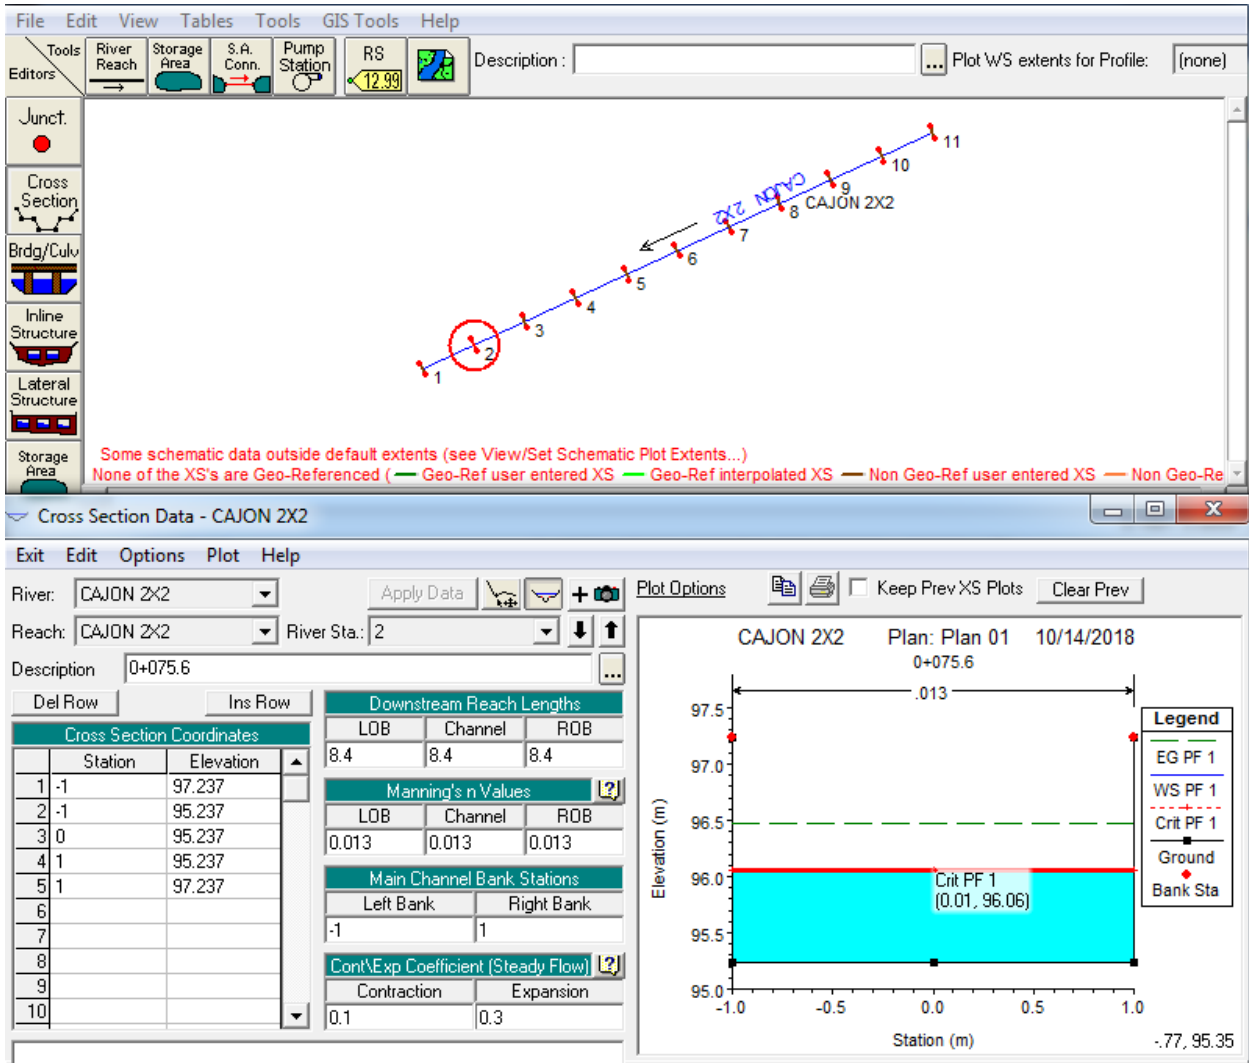 File Edit View Tables Tools GIS Tools Help
Tools
Editors
River
Reach
Storage
Area
S.A.
Conn.
Pump
Station
RS
12.99
Description :
...
Plot WS extents for Profile:
(none)
Junct.
Cross
Section
Brdg/Culv
Inline
Structure
Lateral
Structure
Storage
Area
11
10
9
CAJON 2X2
8
CAJON 2X2
7
6
5
4
3
2
1
Some schematic data outside default extents (see View/Set Schematic Plot Extents...)
None of the XS's are Geo-Referenced ( Geo-Ref user entered XS Geo-Ref interpolated XS Non Geo-Ref user entered XS Non Geo-Re
Cross Section Data - CAJON 2X2
Exit Edit Options Plot Help
River: CAJON 2X2
Apply Data
Reach: CAJON 2X2 River Sta.: 2
Description 0+075.6 ...
Del Row Ins Row
Cross Section Coordinates
Station Elevation
1 -1 97.237
2 -1 95.237
3 0 95.237
4 1 95.237
5 1 97.237
6
7
8
9
10
Downstream Reach Lengths
LOB Channel ROB
8.4 8.4 8.4
Manning's n Values
LOB Channel ROB
0.013 0.013 0.013
Main Channel Bank Stations
Left Bank Right Bank
-1 1
Cont\Exp Coefficient (Steady Flow)
Contraction Expansion
0.1 0.3
Plot Options
Keep Prev XS Plots
Clear Prev
CAJON 2X2 Plan: Plan 01 10/14/2018
0+075.6
.013
97.5
97.0
96.5
96.0
95.5
95.0
Elevation (m)
Crit PF 1
(0.01, 96.06)
-1.0 -0.5 0.0 0.5 1.0
Station (m)
Legend
EG PF 1
WS PF 1
Crit PF 1
Ground
Bank Sta
-.77, 95.35